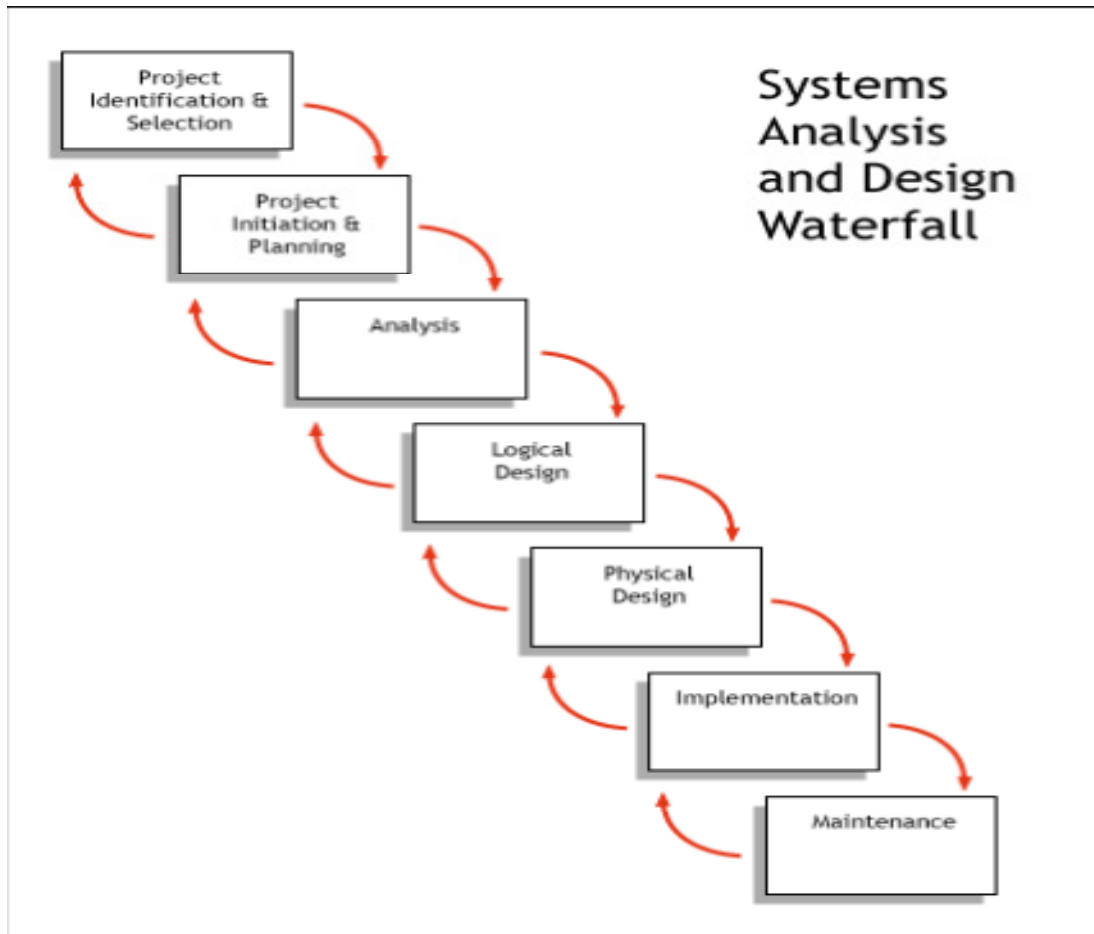 Project
Identification &
Selection
Systems
Analysis
and Design
Waterfall
Project
Initiation &
Planning
Analysis
Logical
Design
Physical
Design
Implementation
Maintenance